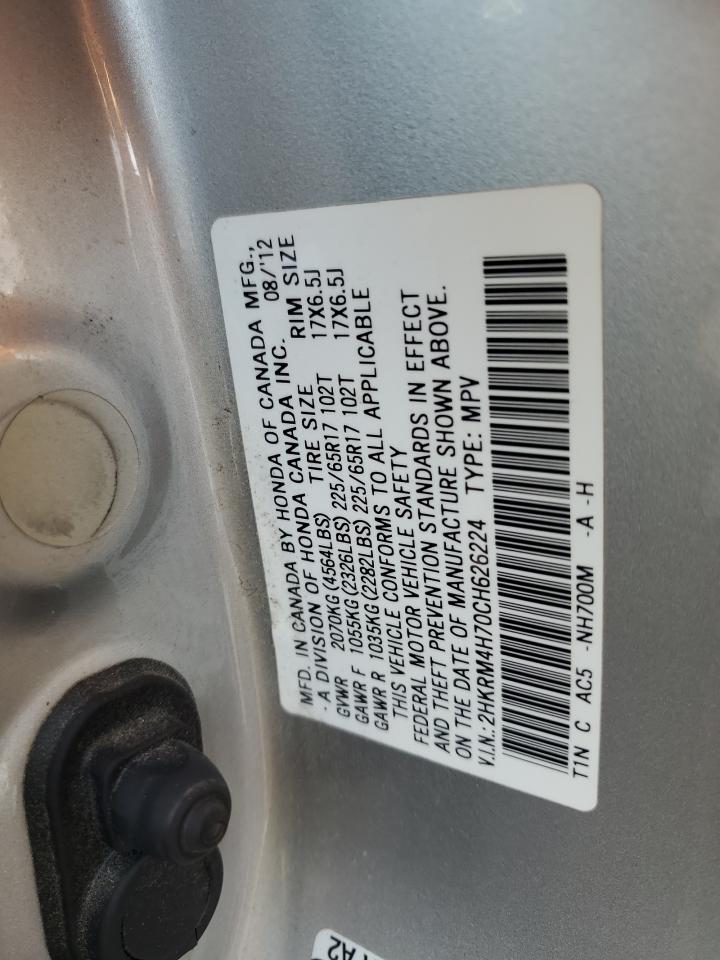 MFD. IN CANADA BY HONDA OF CANADA MFG.,
- A DIVISION OF HONDA CANADA INC. 08/'12
TIRE SIZE RIM SIZE
GVWR 2070KG (4564LBS)
GAWR F 1055KG (2326LBS) 225/65R17 102T 17X6.5J
GAWR R 1035KG (2282LBS) 225/65R17 102T 17X6.5J
THIS VEHICLE CONFORMS TO ALL APPLICABLE
FEDERAL MOTOR VEHICLE SAFETY
AND THEFT PREVENTION STANDARDS IN EFFECT
ON THE DATE OF MANUFACTURE SHOWN ABOVE.
V.I.N.: 2HKRM4H70CH626224 TYPE: MPV
T1N C AC5 -NH700M -A -H
A2